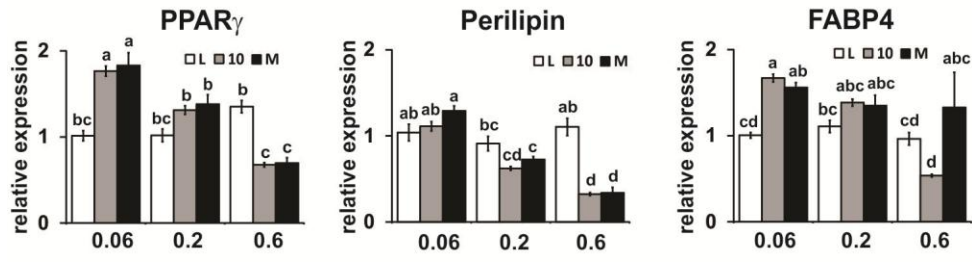 PPARγ
relative expression
2
1
0
L 10 M
bc a a
bc b b
b c c
0.06 0.2 0.6
Perilipin
relative expression
2
1
0
L 10 M
ab ab a
bc cd c
ab d d
0.06 0.2 0.6
FABP4
relative expression
2
1
0
L 10 M
cd a ab
bc abc abc
cd d abc
0.06 0.2 0.6